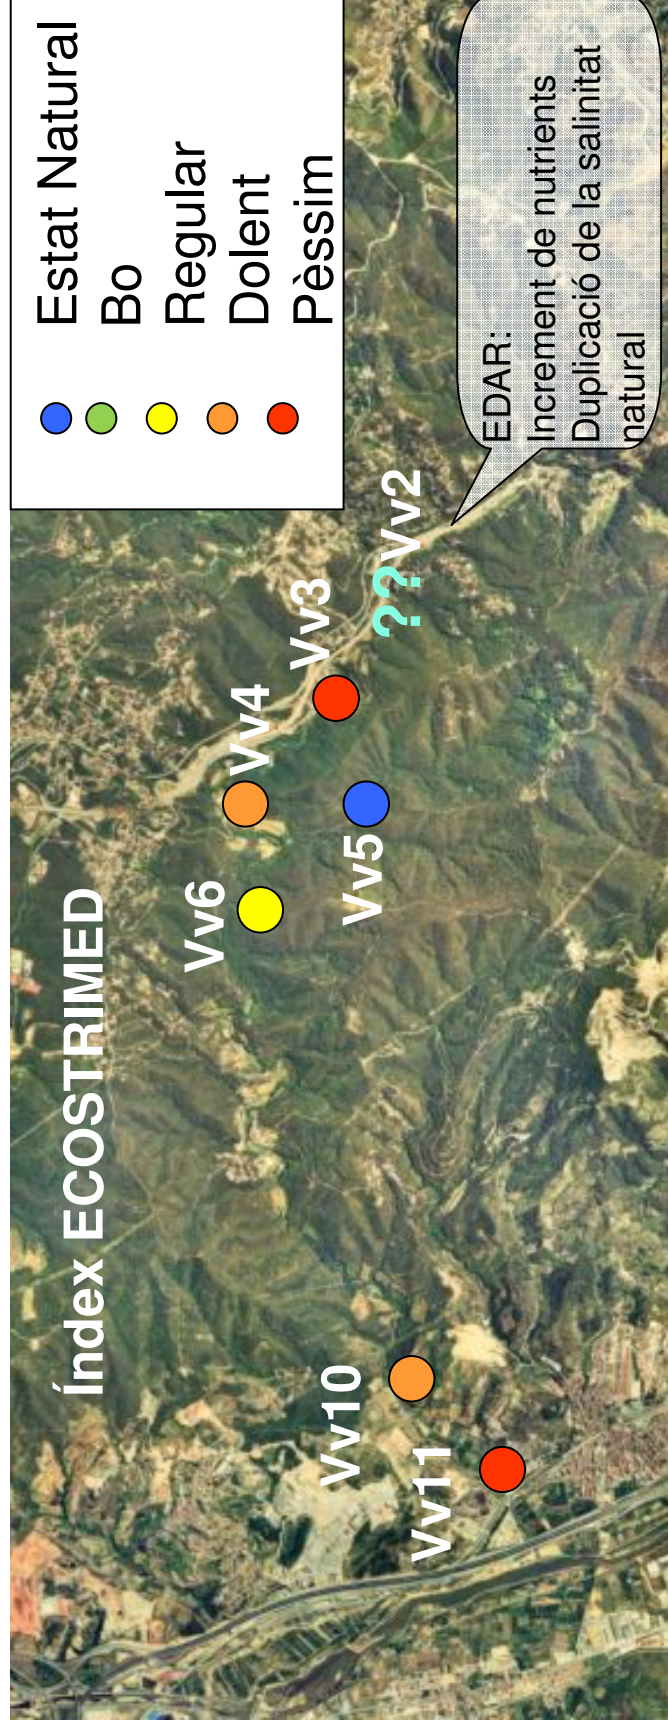 Índex ECOSTRIMED
Estat Natural
Bo
Regular
Dolent
Pèssim
Vv6
Vv4
Vv3
Vv10
Vv5
??Vv2
Vv11
EDAR:
Increment de nutrients
Duplicació de la salinitat
natural